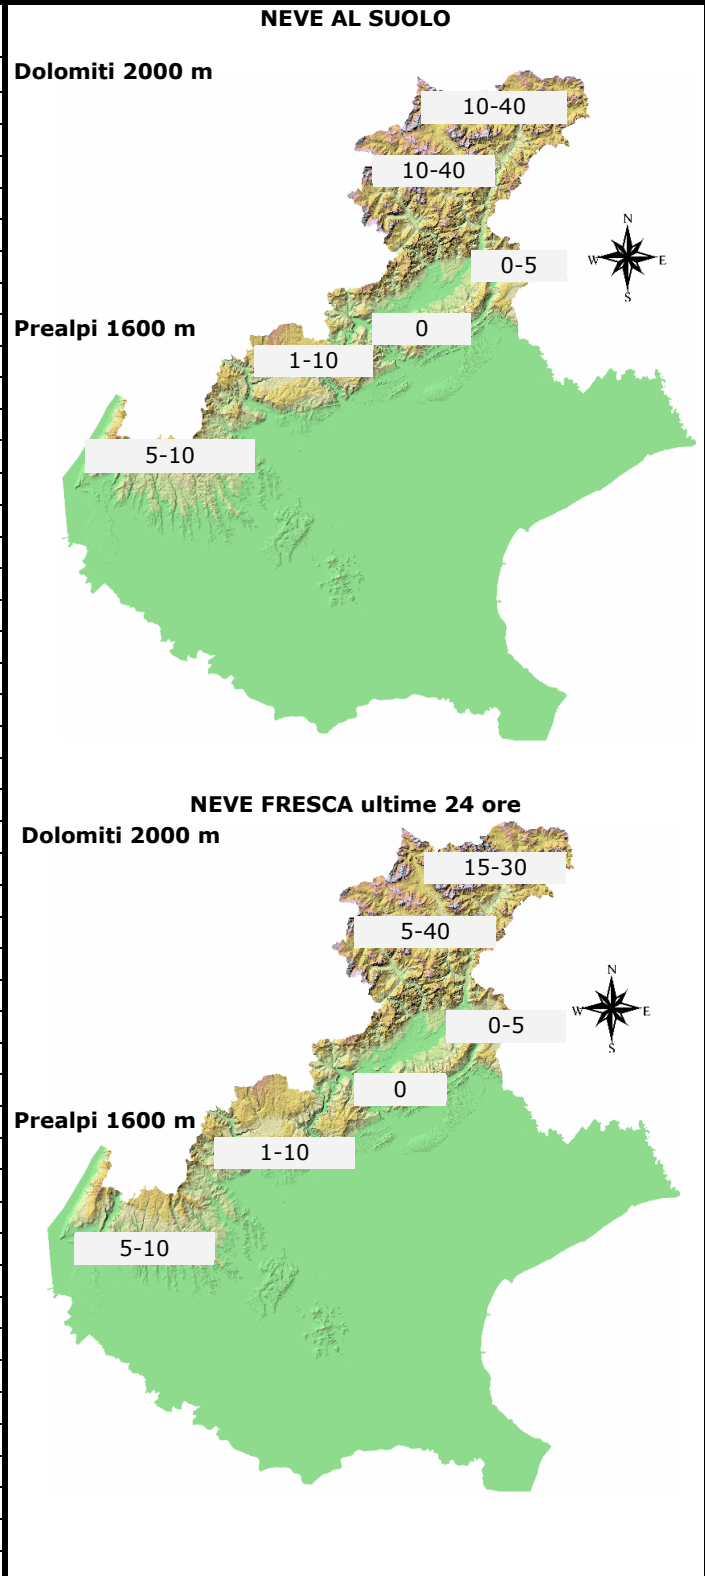 NEVE AL SUOLO
Dolomiti 2000 m
10-40
10-40
N
W E
S
0-5
Prealpi 1600 m
0
1-10
5-10
NEVE FRESCA ultime 24 ore
Dolomiti 2000 m
15-30
5-40
N
W E
S
0-5
0
Prealpi 1600 m
1-10
5-10